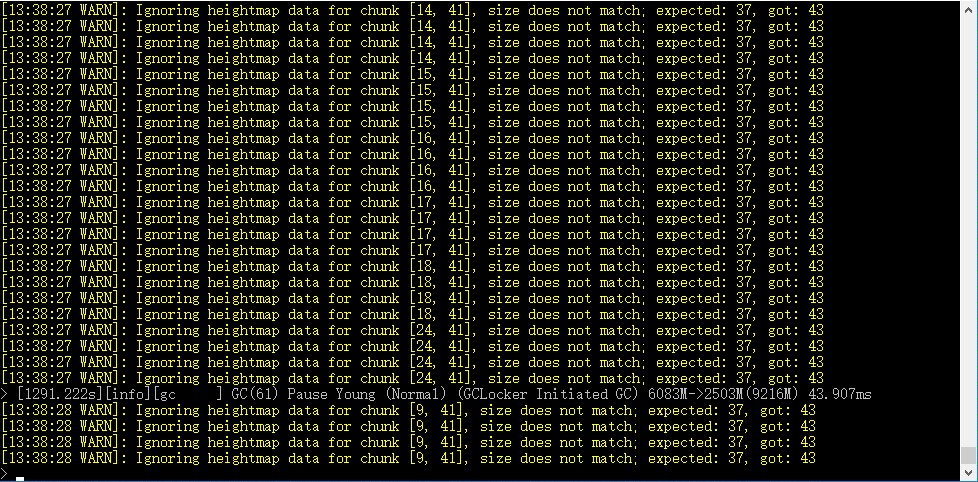 [13:38:27 WARN]: Ignoring heightmap data for chunk [14, 41], size does not match; expected: 37, got: 43
[13:38:27 WARN]: Ignoring heightmap data for chunk [14, 41], size does not match; expected: 37, got: 43
[13:38:27 WARN]: Ignoring heightmap data for chunk [14, 41], size does not match; expected: 37, got: 43
[13:38:27 WARN]: Ignoring heightmap data for chunk [14, 41], size does not match; expected: 37, got: 43
[13:38:27 WARN]: Ignoring heightmap data for chunk [15, 41], size does not match; expected: 37, got: 43
[13:38:27 WARN]: Ignoring heightmap data for chunk [15, 41], size does not match; expected: 37, got: 43
[13:38:27 WARN]: Ignoring heightmap data for chunk [15, 41], size does not match; expected: 37, got: 43
[13:38:27 WARN]: Ignoring heightmap data for chunk [15, 41], size does not match; expected: 37, got: 43
[13:38:27 WARN]: Ignoring heightmap data for chunk [16, 41], size does not match; expected: 37, got: 43
[13:38:27 WARN]: Ignoring heightmap data for chunk [16, 41], size does not match; expected: 37, got: 43
[13:38:27 WARN]: Ignoring heightmap data for chunk [16, 41], size does not match; expected: 37, got: 43
[13:38:27 WARN]: Ignoring heightmap data for chunk [16, 41], size does not match; expected: 37, got: 43
[13:38:27 WARN]: Ignoring heightmap data for chunk [17, 41], size does not match; expected: 37, got: 43
[13:38:27 WARN]: Ignoring heightmap data for chunk [17, 41], size does not match; expected: 37, got: 43
[13:38:27 WARN]: Ignoring heightmap data for chunk [17, 41], size does not match; expected: 37, got: 43
[13:38:27 WARN]: Ignoring heightmap data for chunk [17, 41], size does not match; expected: 37, got: 43
[13:38:27 WARN]: Ignoring heightmap data for chunk [18, 41], size does not match; expected: 37, got: 43
[13:38:27 WARN]: Ignoring heightmap data for chunk [18, 41], size does not match; expected: 37, got: 43
[13:38:27 WARN]: Ignoring heightmap data for chunk [18, 41], size does not match; expected: 37, got: 43
[13:38:27 WARN]: Ignoring heightmap data for chunk [18, 41], size does not match; expected: 37, got: 43
[13:38:27 WARN]: Ignoring heightmap data for chunk [24, 41], size does not match; expected: 37, got: 43
[13:38:27 WARN]: Ignoring heightmap data for chunk [24, 41], size does not match; expected: 37, got: 43
[13:38:27 WARN]: Ignoring heightmap data for chunk [24, 41], size does not match; expected: 37, got: 43
[13:38:27 WARN]: Ignoring heightmap data for chunk [24, 41], size does not match; expected: 37, got: 43
> [1291.222s][info][gc     ] GC(61) Pause Young (Normal) (GCLocker Initiated GC) 6083M->2503M(9216M) 43.907ms
[13:38:28 WARN]: Ignoring heightmap data for chunk [9, 41], size does not match; expected: 37, got: 43
[13:38:28 WARN]: Ignoring heightmap data for chunk [9, 41], size does not match; expected: 37, got: 43
[13:38:28 WARN]: Ignoring heightmap data for chunk [9, 41], size does not match; expected: 37, got: 43
[13:38:28 WARN]: Ignoring heightmap data for chunk [9, 41], size does not match; expected: 37, got: 43
>